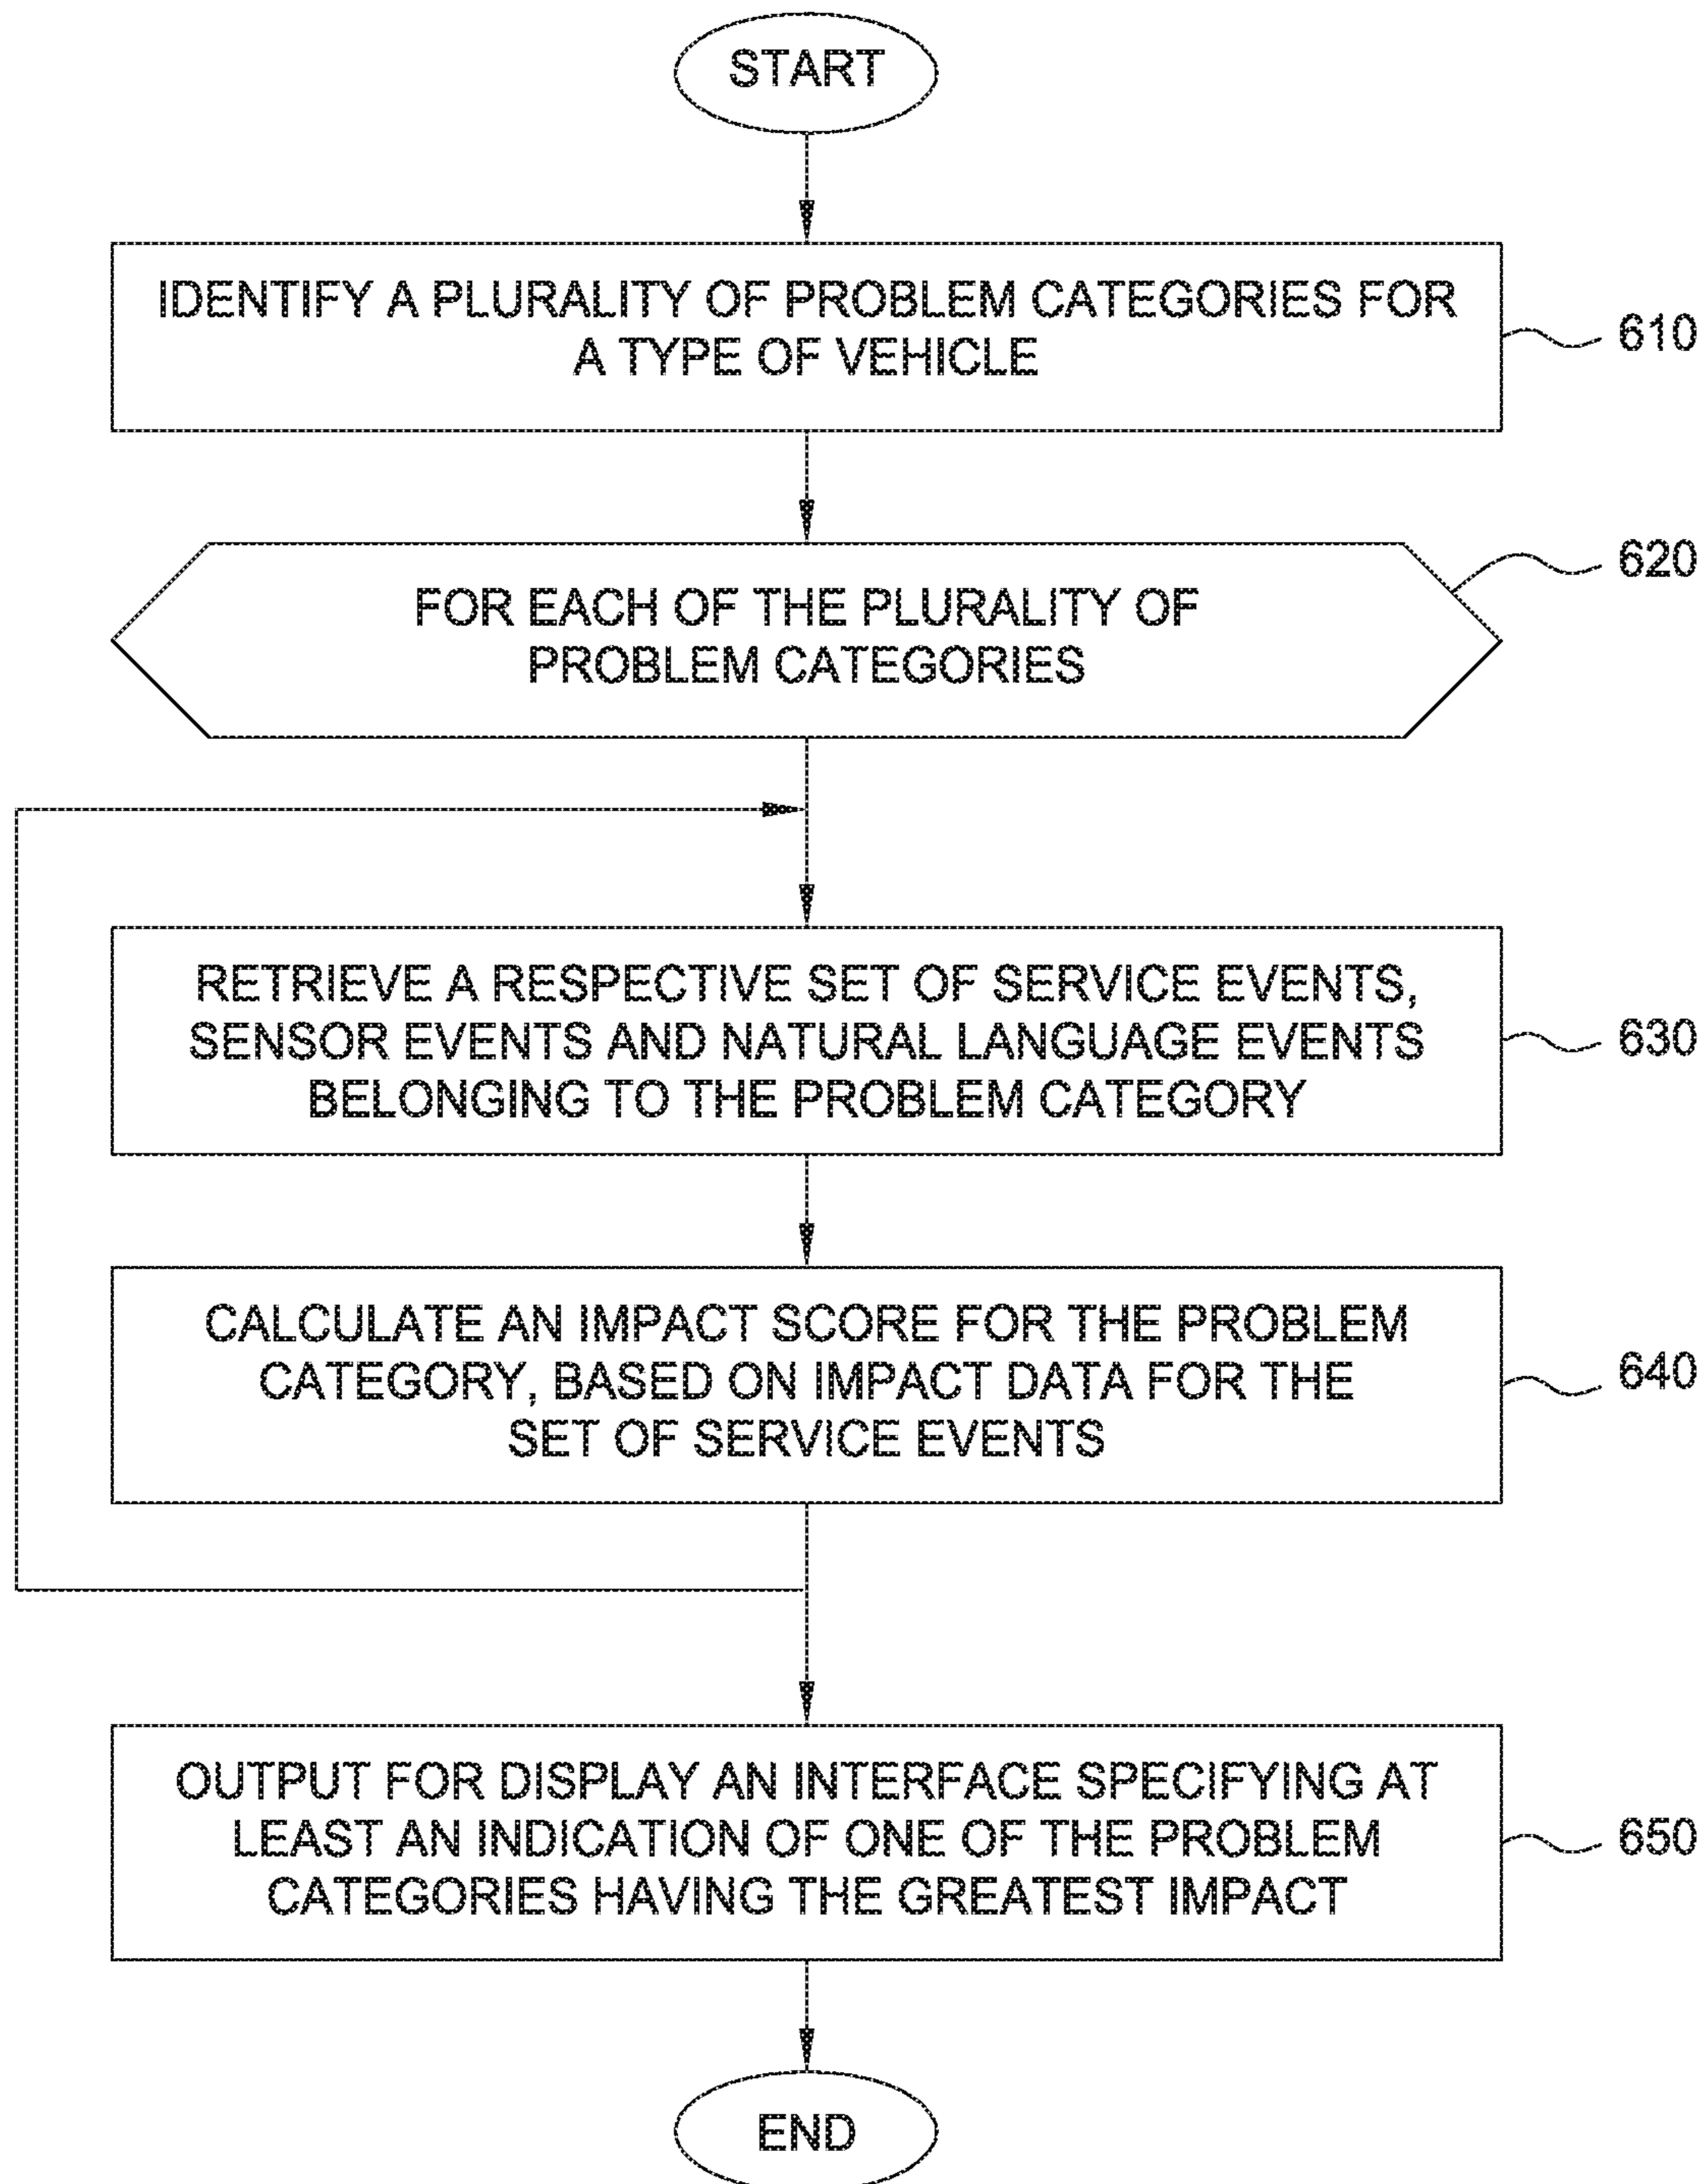 START
IDENTIFY A PLURALITY OF PROBLEM CATEGORIES FOR
A TYPE OF VEHICLE
610
FOR EACH OF THE PLURALITY OF
PROBLEM CATEGORIES
620
RETRIEVE A RESPECTIVE SET OF SERVICE EVENTS,
SENSOR EVENTS AND NATURAL LANGUAGE EVENTS
BELONGING TO THE PROBLEM CATEGORY
630
CALCULATE AN IMPACT SCORE FOR THE PROBLEM
CATEGORY, BASED ON IMPACT DATA FOR THE
SET OF SERVICE EVENTS
640
OUTPUT FOR DISPLAY AN INTERFACE SPECIFYING AT
LEAST AN INDICATION OF ONE OF THE PROBLEM
CATEGORIES HAVING THE GREATEST IMPACT
650
END